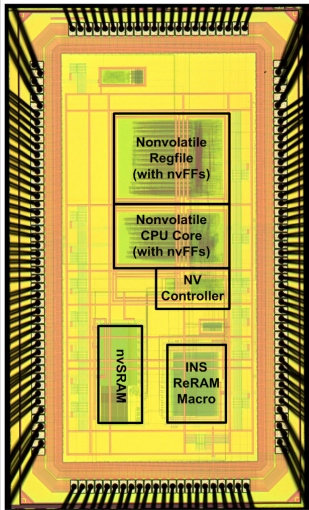 Nonvolatile
Regfile
(with nvFFs)
Nonvolatile
CPU Core
(with nvFFs)
NV
Controller
nvSRAM
INS
ReRAM
Macro